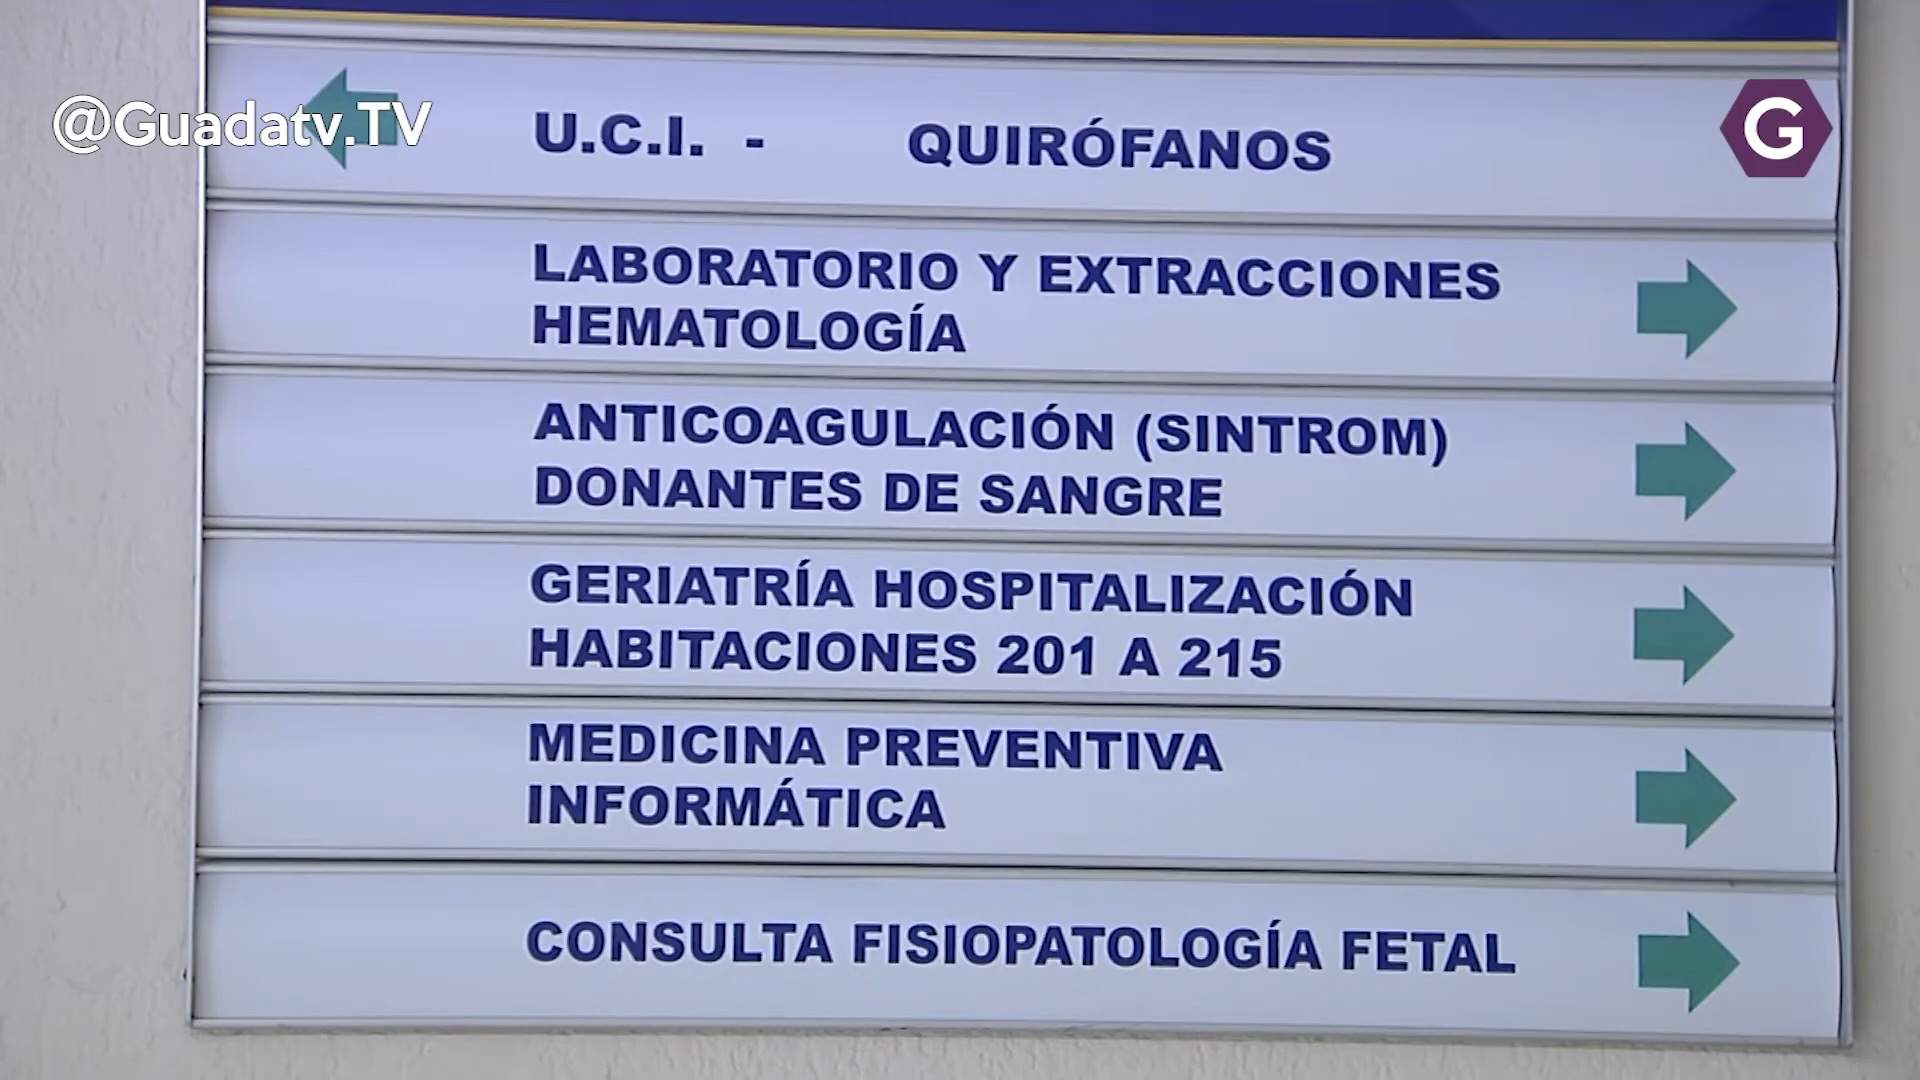 @Guadatv.TV
G
U.C.I. - QUIRÓFANOS
LABORATORIO Y EXTRACCIONES
HEMATOLOGÍA
ANTICOAGULACIÓN (SINTROM)
DONANTES DE SANGRE
GERIATRÍA HOSPITALIZACIÓN
HABITACIONES 201 A 215
MEDICINA PREVENTIVA
INFORMÁTICA
CONSULTA FISIOPATOLOGÍA FETAL